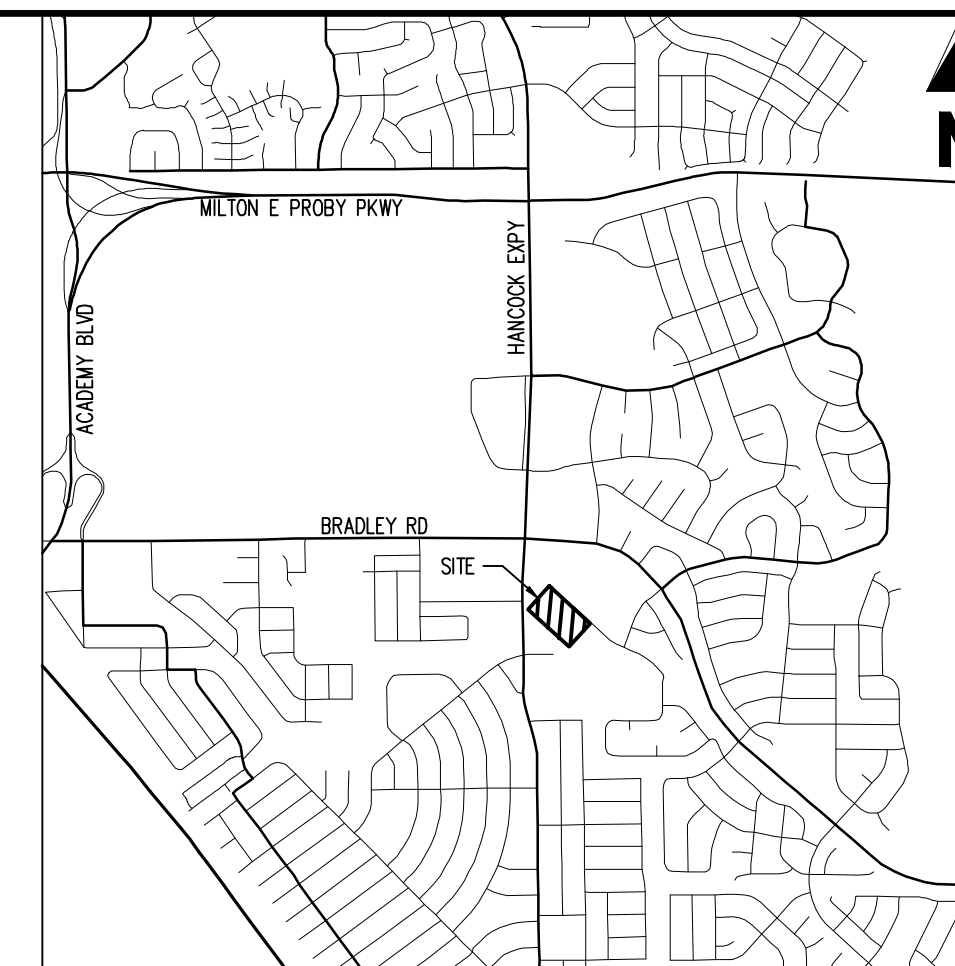 N
MILTON E PROBY PKWY
HANCOCK EXPY
ACADEMY BLVD
BRADLEY RD
SITE